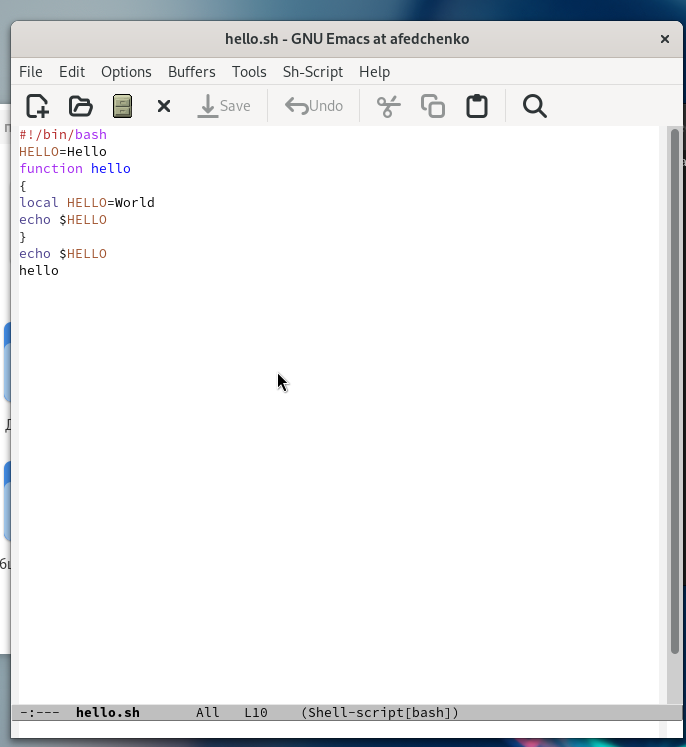 hello.sh - GNU Emacs at afedchenko
File Edit Options Buffers Tools Sh-Script Help
Save Undo
#!/bin/bash
HELLO=Hello
function hello
{
local HELLO=World
echo $HELLO
}
echo $HELLO
hello
-:--- hello.sh All L10 (Shell-script[bash])